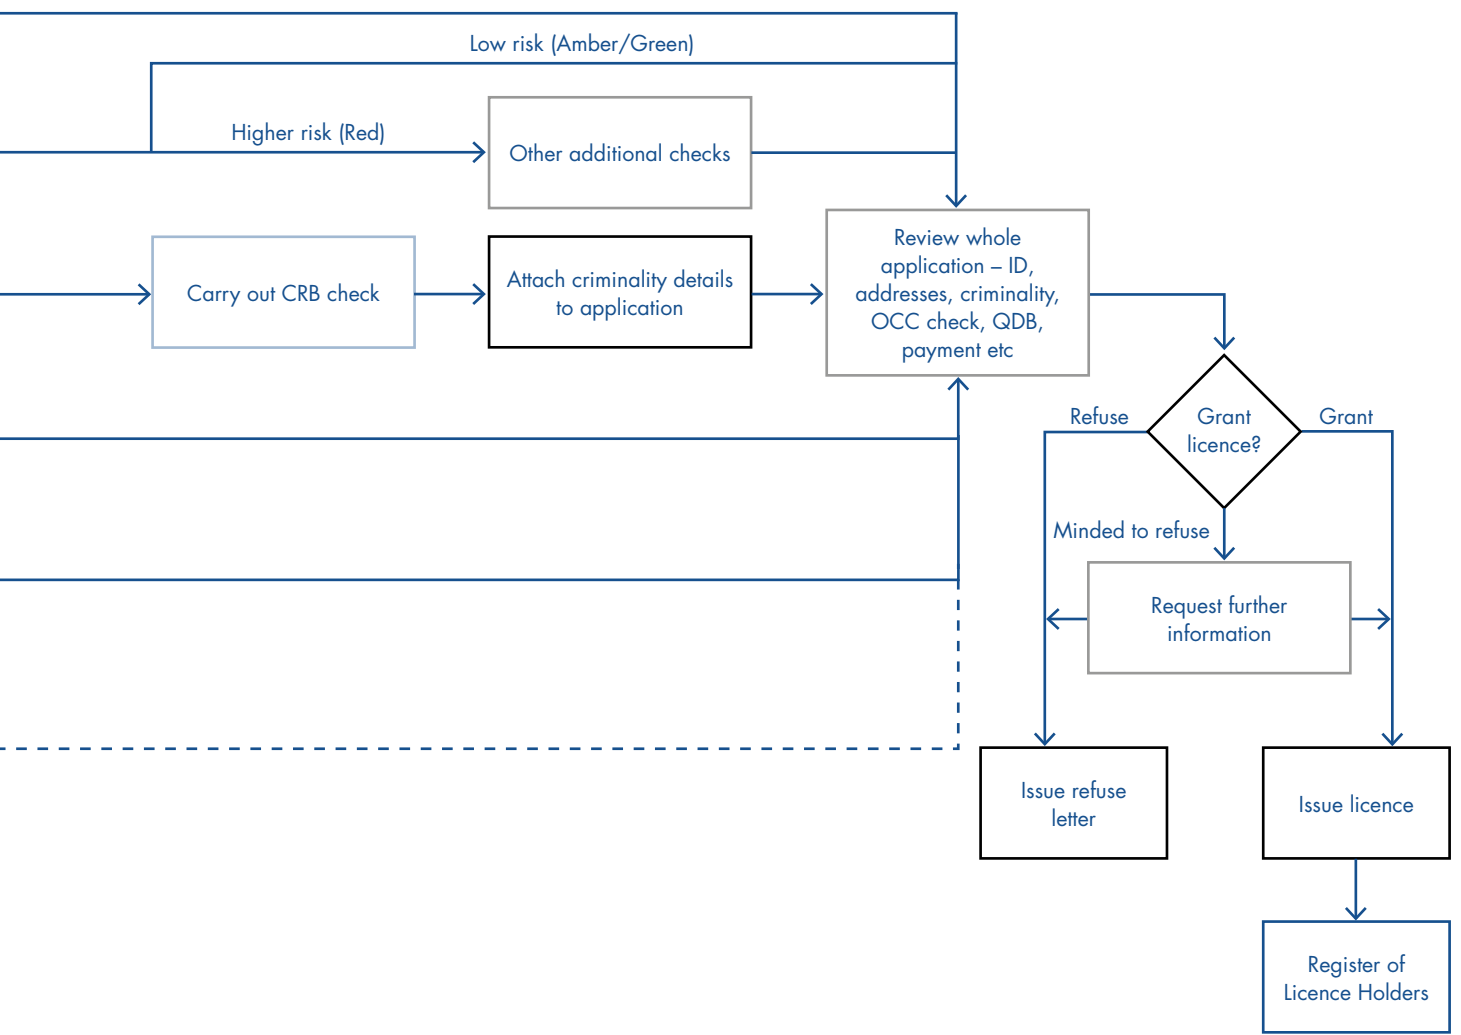 Low risk (Amber/Green)
Higher risk (Red)
Other additional checks
Carry out CRB check
Attach criminality details
to application
Review whole
application – ID,
addresses, criminality,
OCC check, QDB,
payment etc
Refuse
Grant
licence?
Grant
Minded to refuse
Request further
information
Issue refuse
letter
Issue licence
Register of
Licence Holders